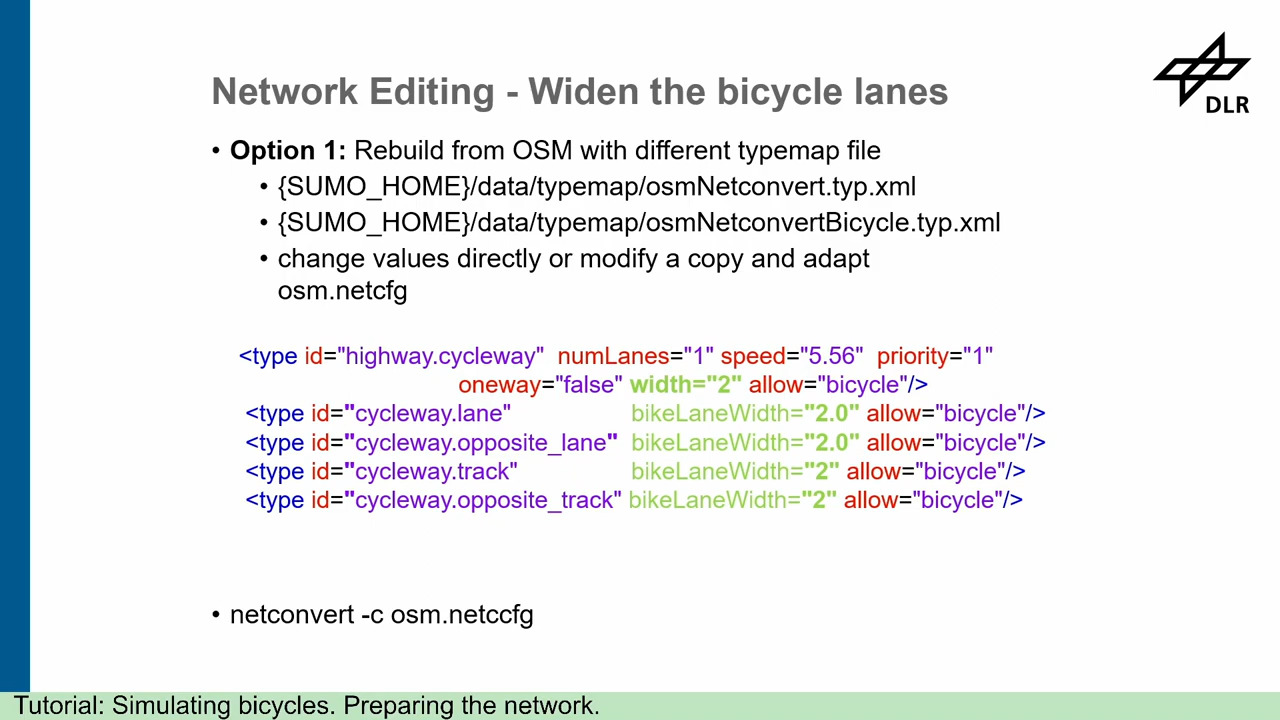 Network Editing - Widen the bicycle lanes
DLR
• Option 1: Rebuild from OSM with different typemap file
• {SUMO_HOME}/data/typemap/osmNetconvert.typ.xml
• {SUMO_HOME}/data/typemap/osmNetconvertBicycle.typ.xml
• change values directly or modify a copy and adapt
osm.netcfg
<type id="highway.cycleway" numLanes="1" speed="5.56" priority="1"
oneway="false" width="2" allow="bicycle"/>
<type id="cycleway.lane" bikeLaneWidth="2.0" allow="bicycle"/>
<type id="cycleway.opposite_lane" bikeLaneWidth="2.0" allow="bicycle"/>
<type id="cycleway.track" bikeLaneWidth="2" allow="bicycle"/>
<type id="cycleway.opposite_track" bikeLaneWidth="2" allow="bicycle"/>
• netconvert -c osm.netccfg
Tutorial: Simulating bicycles. Preparing the network.